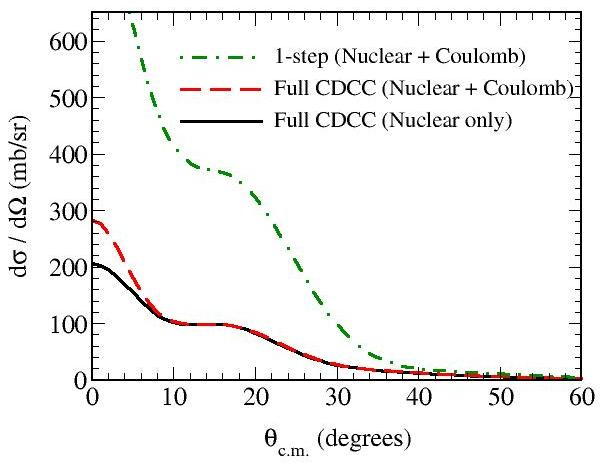 600
500
400
300
200
100
0
dσ / dΩ (mb/sr)
1-step (Nuclear + Coulomb)
Full CDCC (Nuclear + Coulomb)
Full CDCC (Nuclear only)
0 10 20 30 40 50 60
θc.m. (degrees)